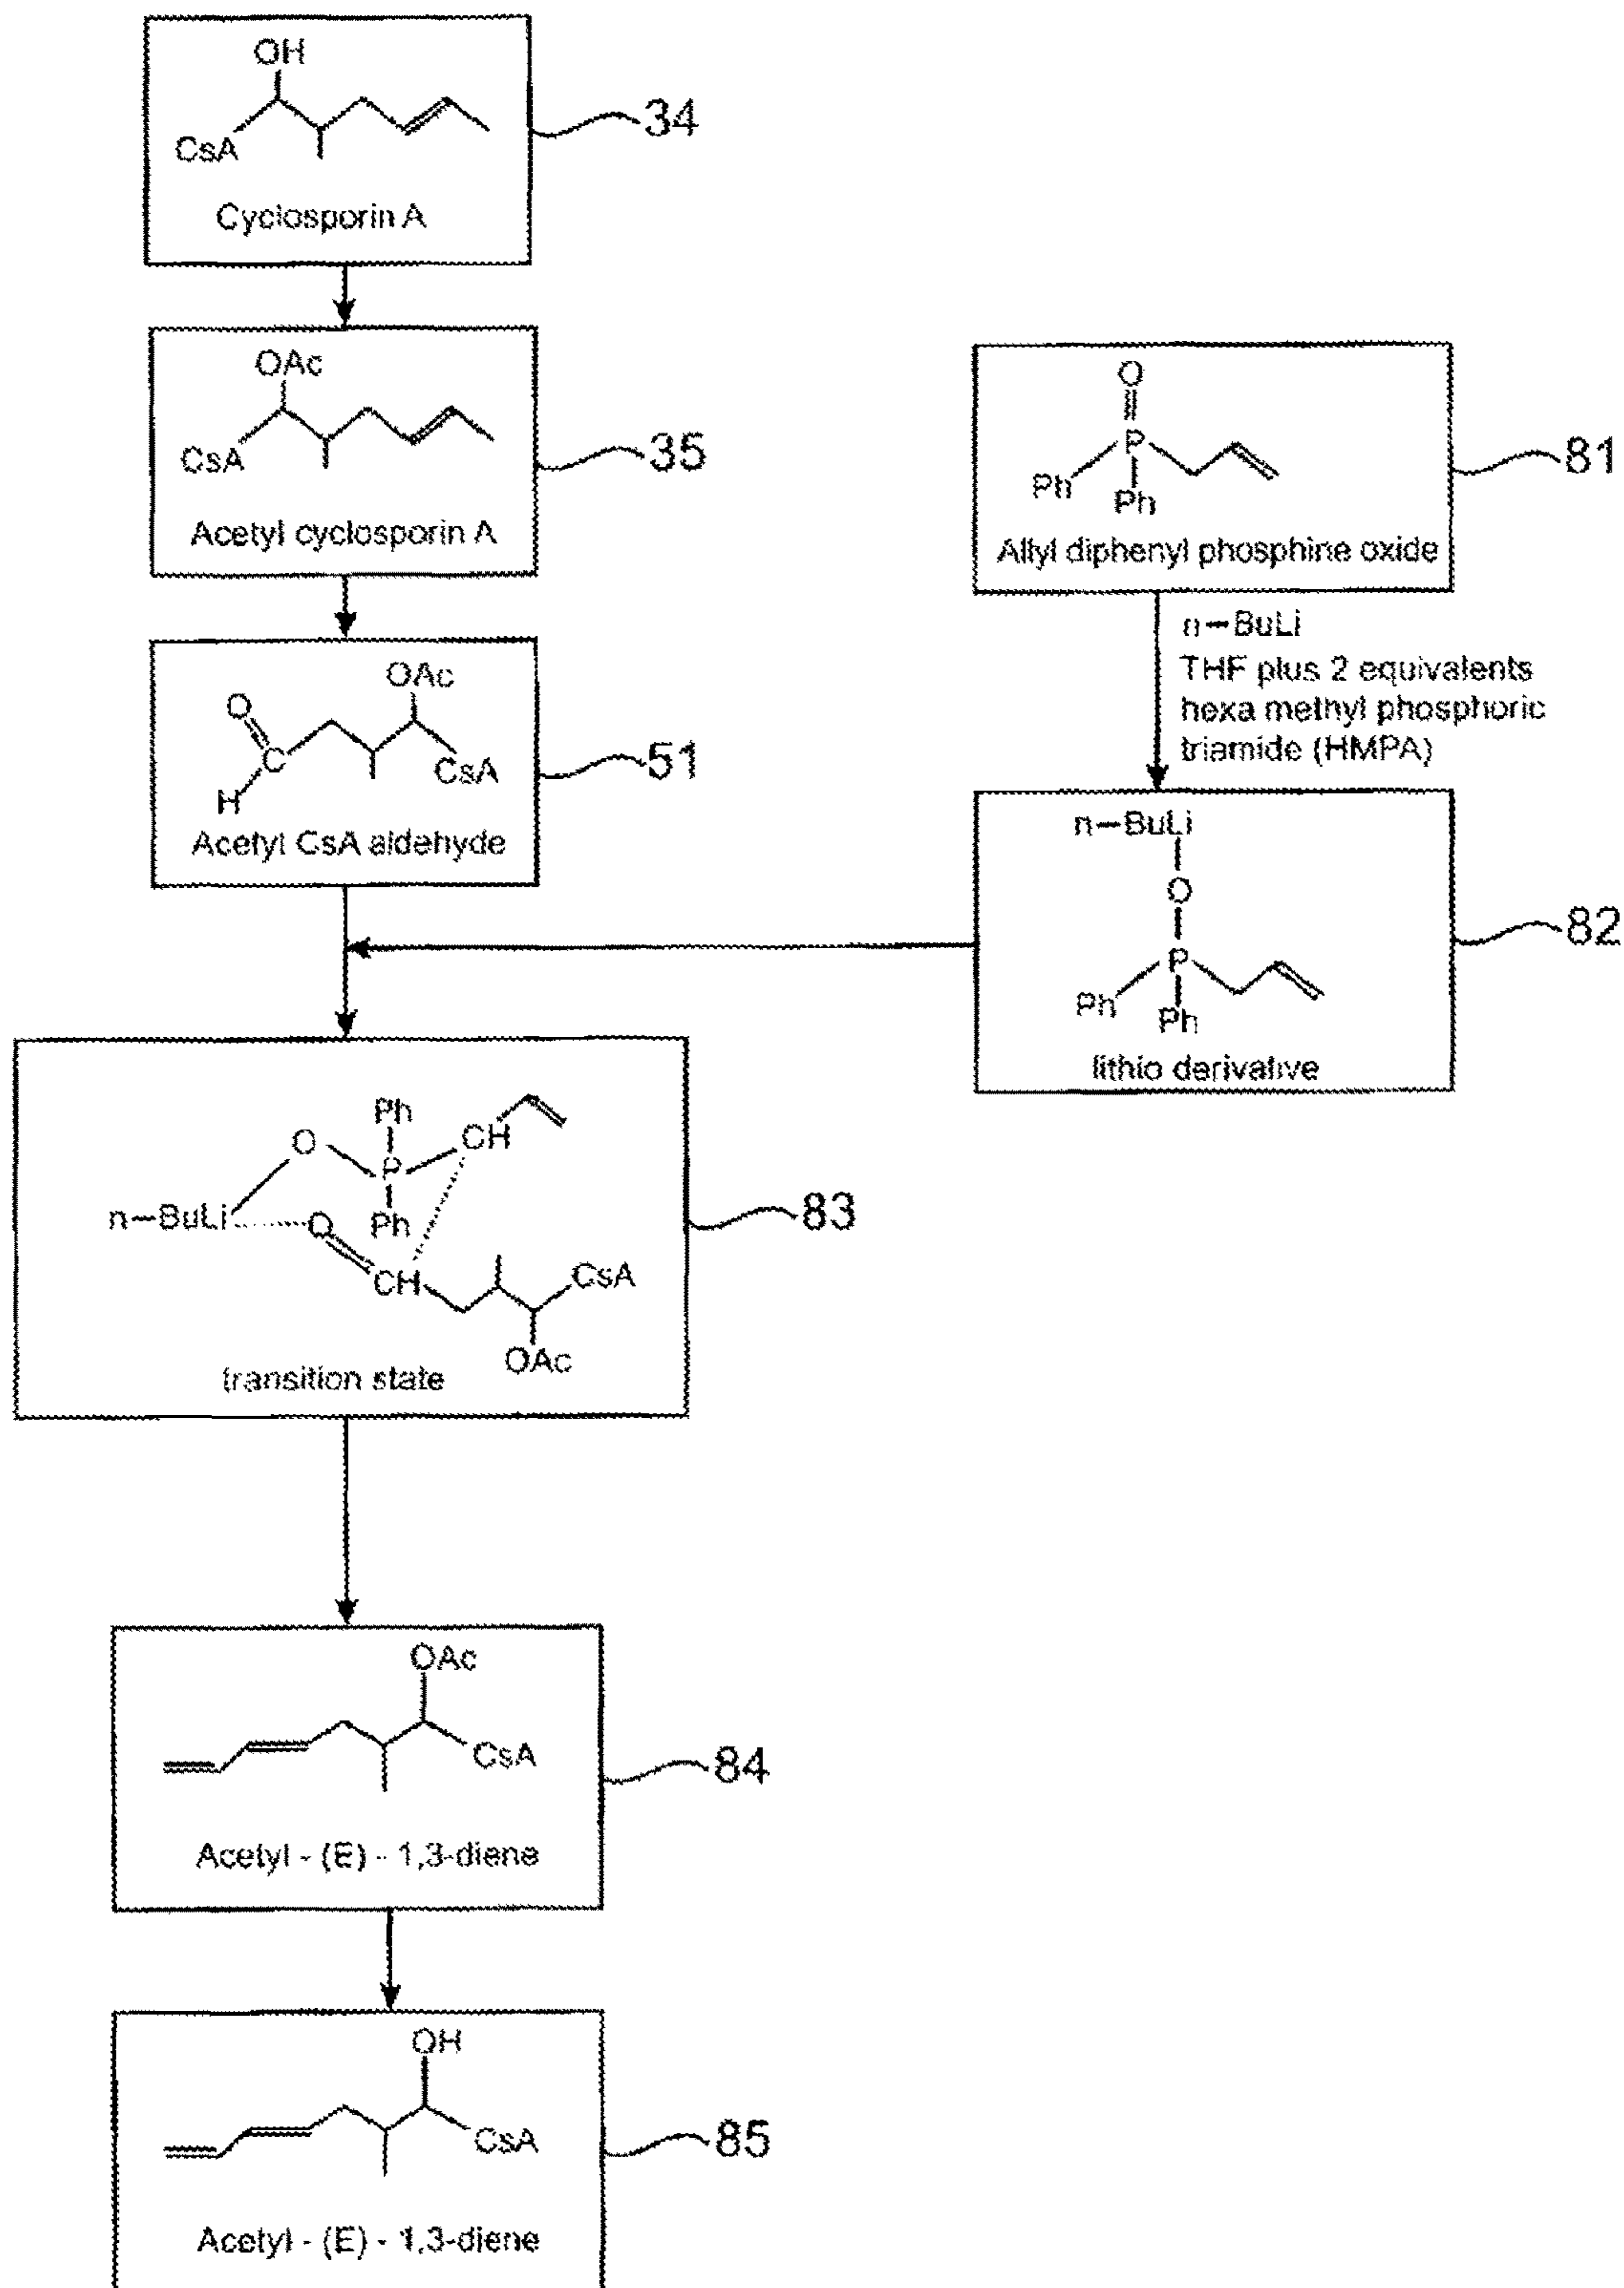 OH
CsA
Cyclosporin A
34
OAc
CsA
Acetyl cyclosporin A
35
O
P
Ph
Ph
Allyl diphenyl phosphine oxide
81
n-BuLi
THF plus 2 equivalents
hexa methyl phosphoric
triamide (HMPA)
OAc
O
C
H
CsA
Acetyl CsA aldehyde
51
n-BuLi
O
P
Ph
Ph
lithio derivative
82
Ph
O
P
CH
n-BuLi
O
Ph
CH
CsA
OAc
transition state
83
OAc
CsA
Acetyl - (E) - 1,3-diene
84
OH
CsA
Acetyl - (E) - 1,3-diene
85